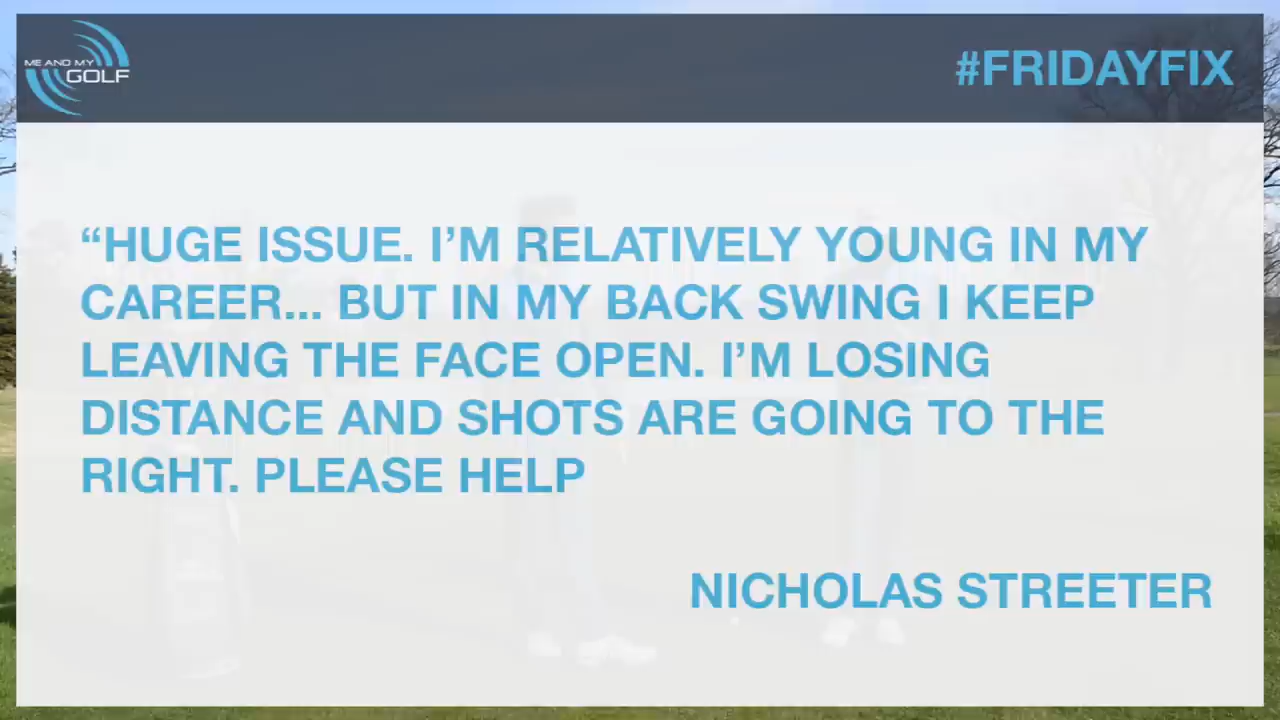 ME AND MY
GOLF
#FRIDAYFIX
“HUGE ISSUE. I’M RELATIVELY YOUNG IN MY
CAREER... BUT IN MY BACK SWING I KEEP
LEAVING THE FACE OPEN. I’M LOSING
DISTANCE AND SHOTS ARE GOING TO THE
RIGHT. PLEASE HELP
NICHOLAS STREETER